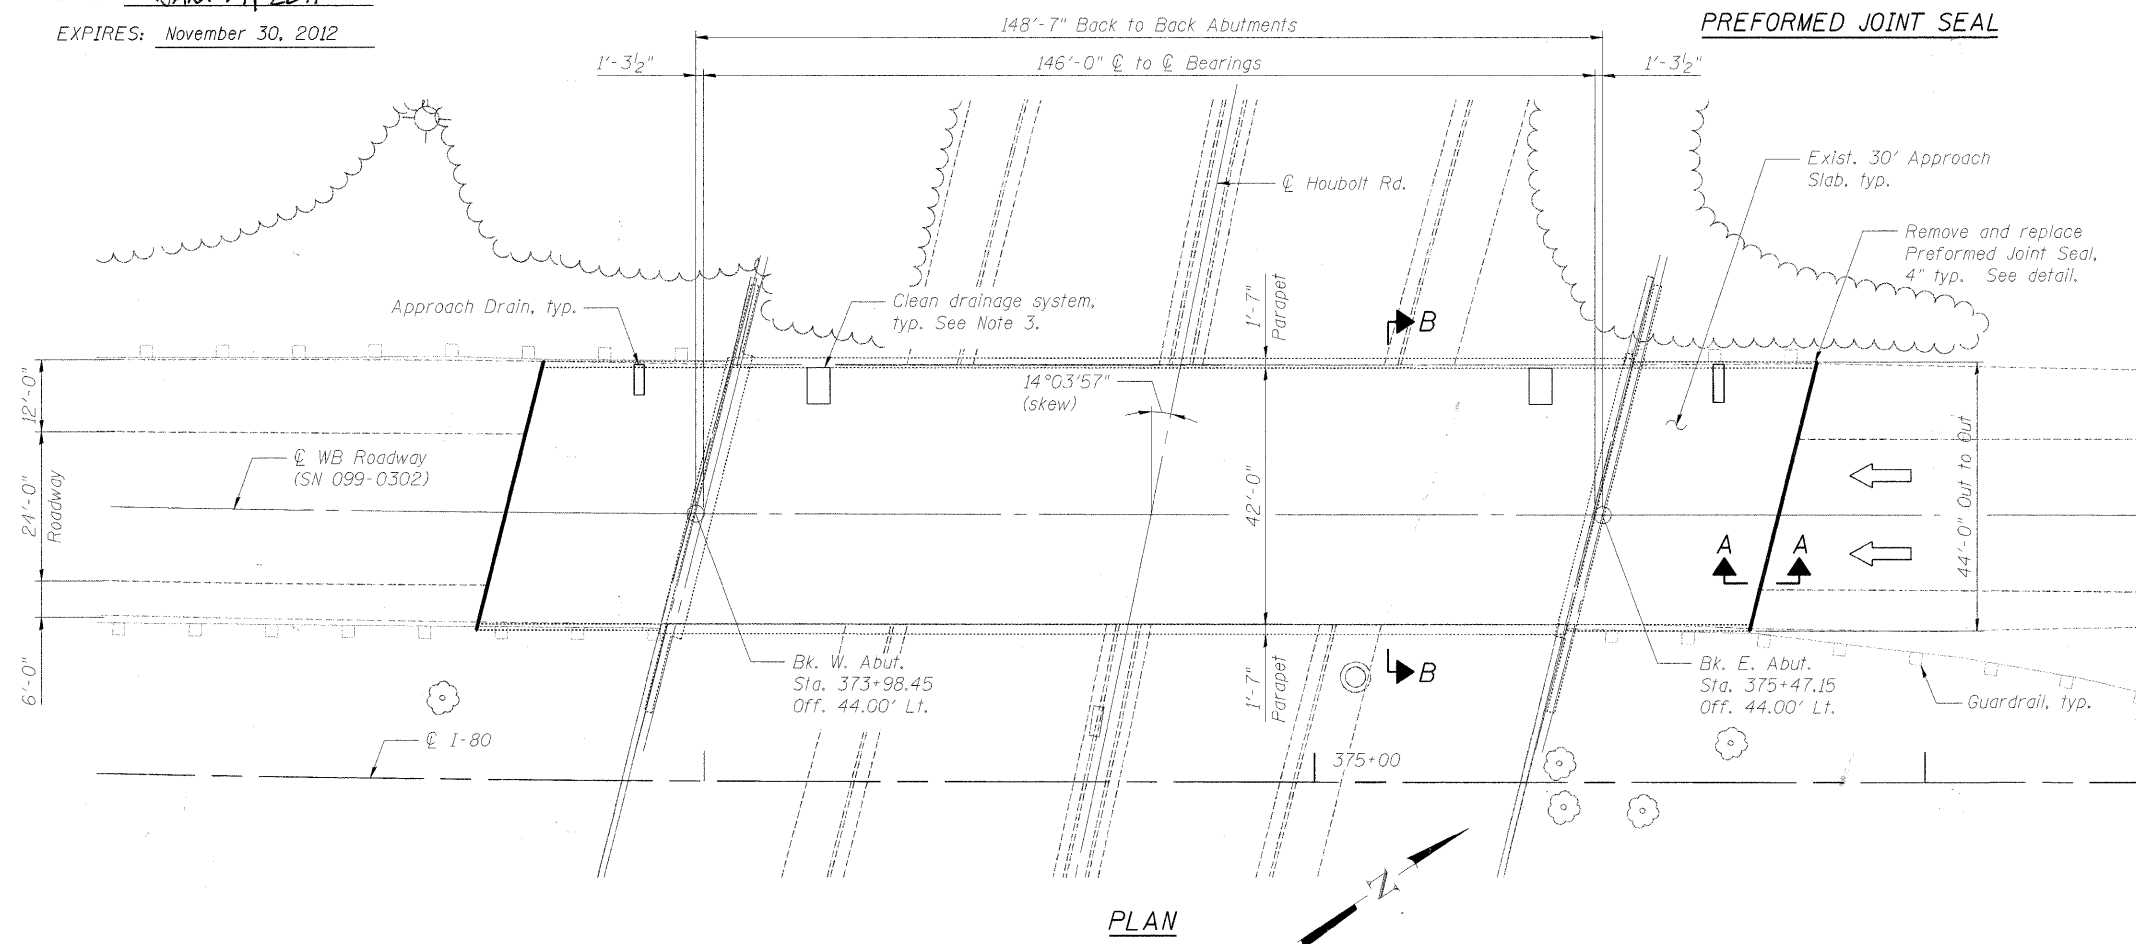 EXPIRES: November 30, 2012
148'-7" Back to Back Abutments
PREFORMED JOINT SEAL
1'-3½"
146'-0" ℄ to ℄ Bearings
1'-3½"
Exist. 30' Approach
Slab, typ.
℄ Houbolt Rd.
Remove and replace
Preformed Joint Seal,
4" typ. See detail.
Approach Drain, typ.
Clean drainage system,
typ. See Note 3.
1'-7"
Parapet
B
14°03'57"
(skew)
12'-0"
℄ WB Roadway
(SN 099-0302)
24'-0"
Roadway
42'-0"
44'-0" Out to Out
A
A
6'-0"
Bk. W. Abut.
Sta. 373+98.45
Off. 44.00' Lt.
1'-7"
Parapet
B
Bk. E. Abut.
Sta. 375+47.15
Off. 44.00' Lt.
Guardrail, typ.
℄ I-80
375+00
N
PLAN